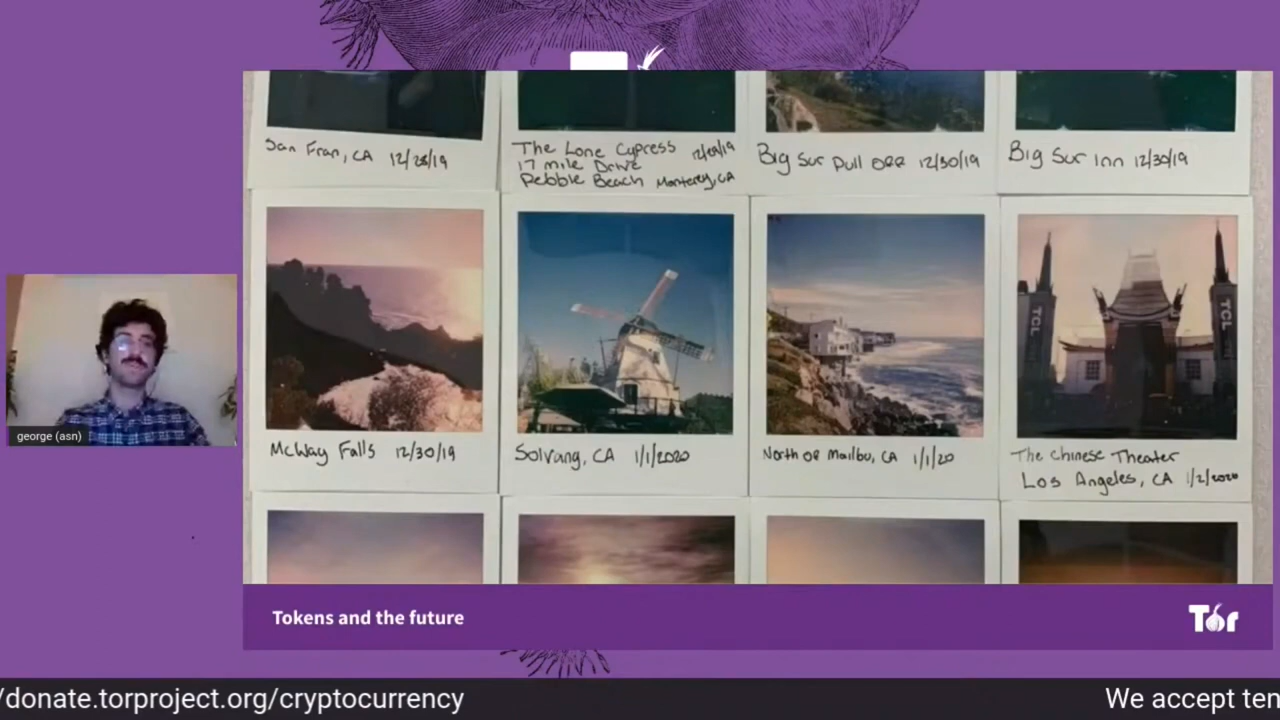 San Fran, CA 12/28/19
The Lone Cypress 12/29/19
17 mile Drive
Pebble Beach Monterey, CA
Big Sur Pull OFF 12/30/19
Big Sur Inn 12/30/19
TCL
TCL
McWay Falls 12/30/19
Solvang, CA 1/1/2020
North OF Mailbu, CA 1/1/20
The Chinese Theater
Los Angeles, CA 1/2/2020
george (asn)
Tokens and the future
Tor
/donate.torproject.org/cryptocurrency
We accept ten